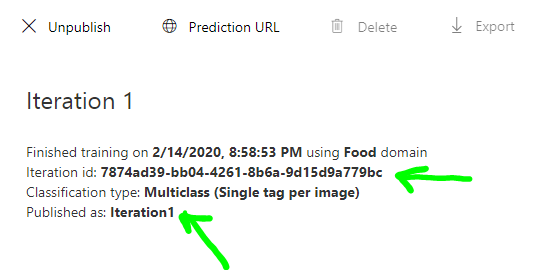 Unpublish Prediction URL Delete Export
Iteration 1
Finished training on 2/14/2020, 8:58:53 PM using Food domain
Iteration id: 7874ad39-bb04-4261-8b6a-9d15d9a779bc
Classification type: Multiclass (Single tag per image)
Published as: Iteration1